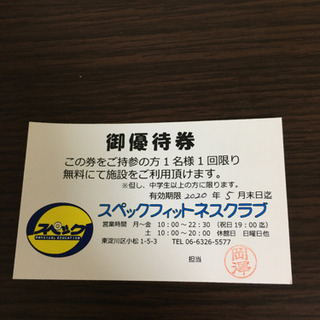 御優待券
この券をご持参の方1名様1回限り
無料にて施設をご利用頂けます。
※但し、中学生以上の方に限ります。
有効期限 2020 年 5 月末日迄
スペック
PHYSICAL EDUCATION
スペックフィットネスクラブ
営業時間 月〜金 10:00〜22:30 (祝日19:00迄)
土 10:00〜20:00 休館日 日曜日他
東淀川区小松1-5-3 TEL 06-6326-5577
担当
岡澤